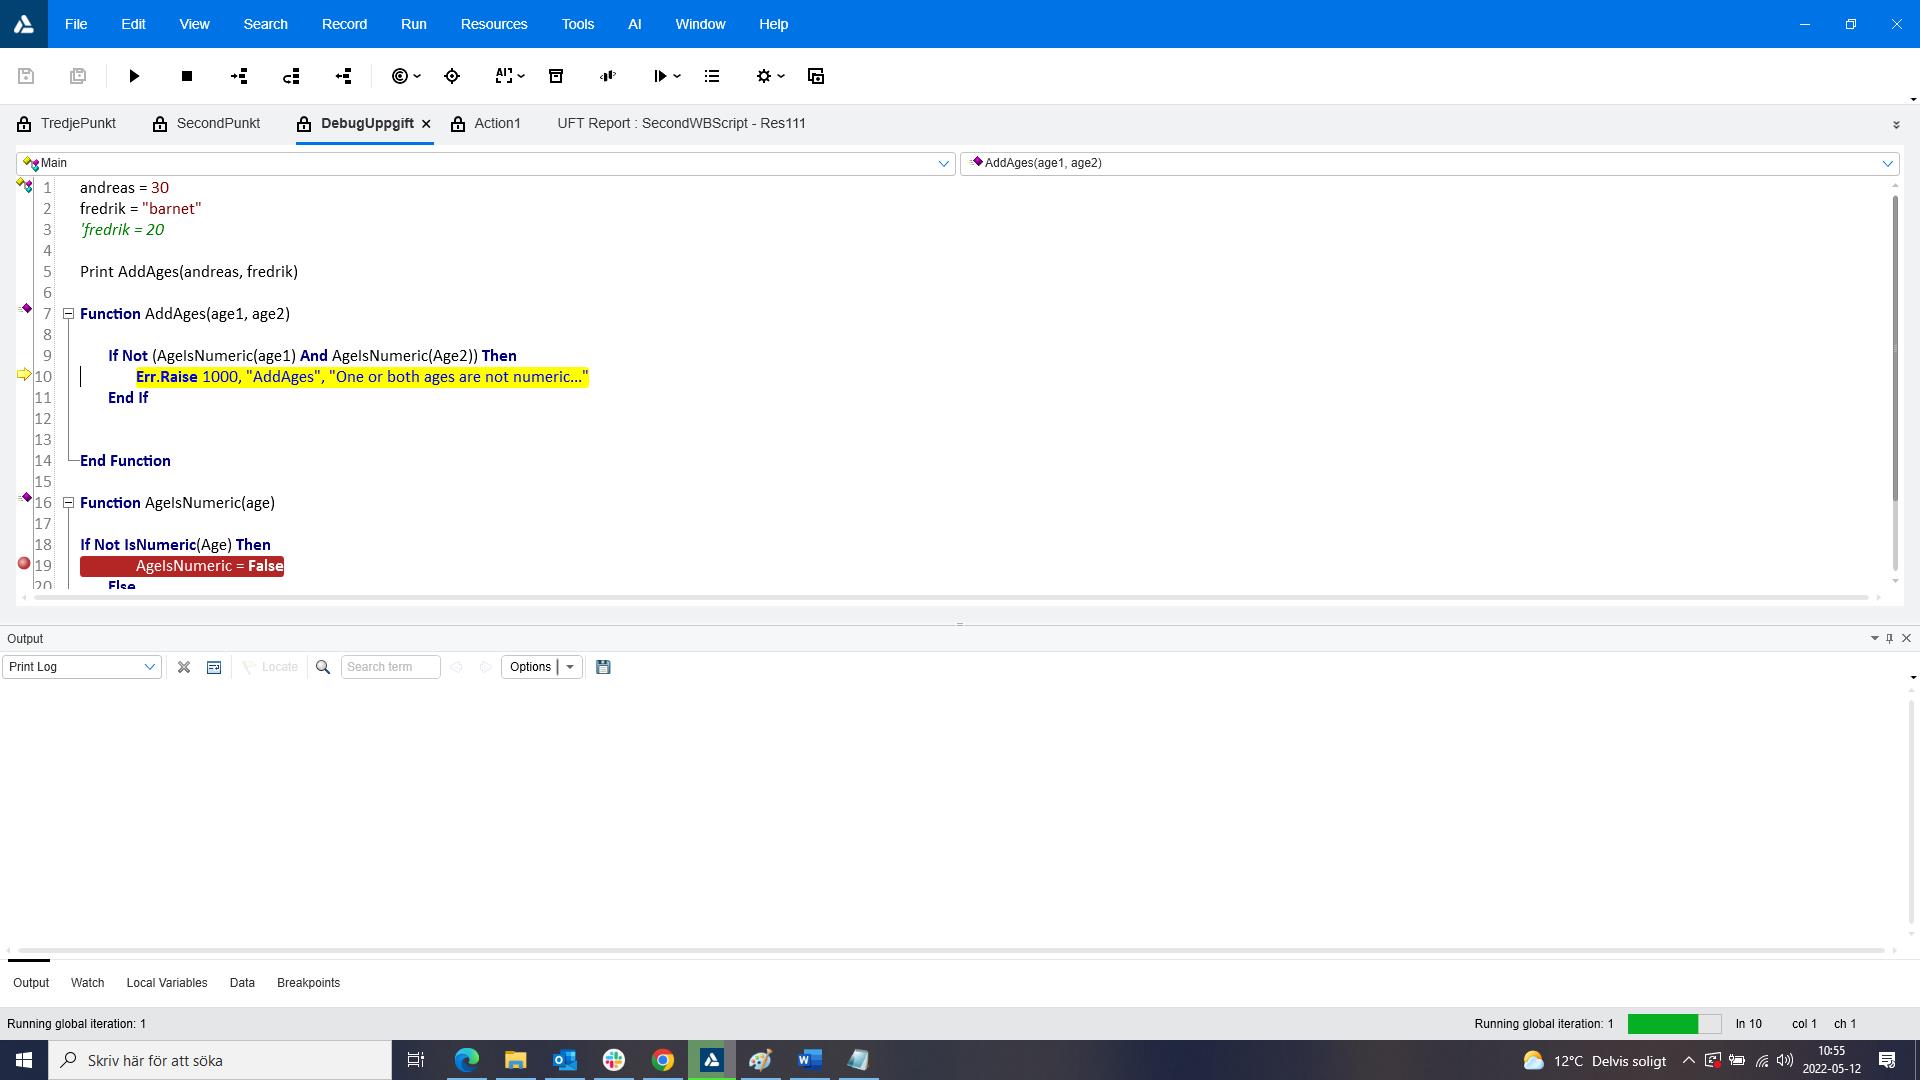 File Edit View Search Record Run Resources Tools AI Window Help
AI
TredjePunkt SecondPunkt DebugUppgift Action1 UFT Report : SecondWBScript - Res111
Main AddAges(age1, age2)
1 andreas = 30
2 fredrik = "barnet"
3 'fredrik = 20
4
5 Print AddAges(andreas, fredrik)
6
7 Function AddAges(age1, age2)
8
9 If Not (AgeIsNumeric(age1) And AgeIsNumeric(Age2)) Then
10 Err.Raise 1000, "AddAges", "One or both ages are not numeric..."
11 End If
12
13
14 End Function
15
16 Function AgeIsNumeric(age)
17
18 If Not IsNumeric(Age) Then
19 AgeIsNumeric = False
20 Else
Output
Print Log Locate Search term Options
Output Watch Local Variables Data Breakpoints
Running global iteration: 1 Running global iteration: 1 ln 10 col 1 ch 1
Skriv här för att söka 12°C Delvis soligt 10:55
2022-05-12